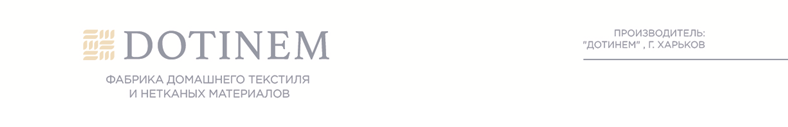 DOTINEM
ФАБРИКА ДОМАШНЕГО ТЕКСТИЛЯ
И НЕТКАНЫХ МАТЕРИАЛОВ
ПРОИЗВОДИТЕЛЬ:
"ДОТИНЕМ" , Г. ХАРЬКОВ